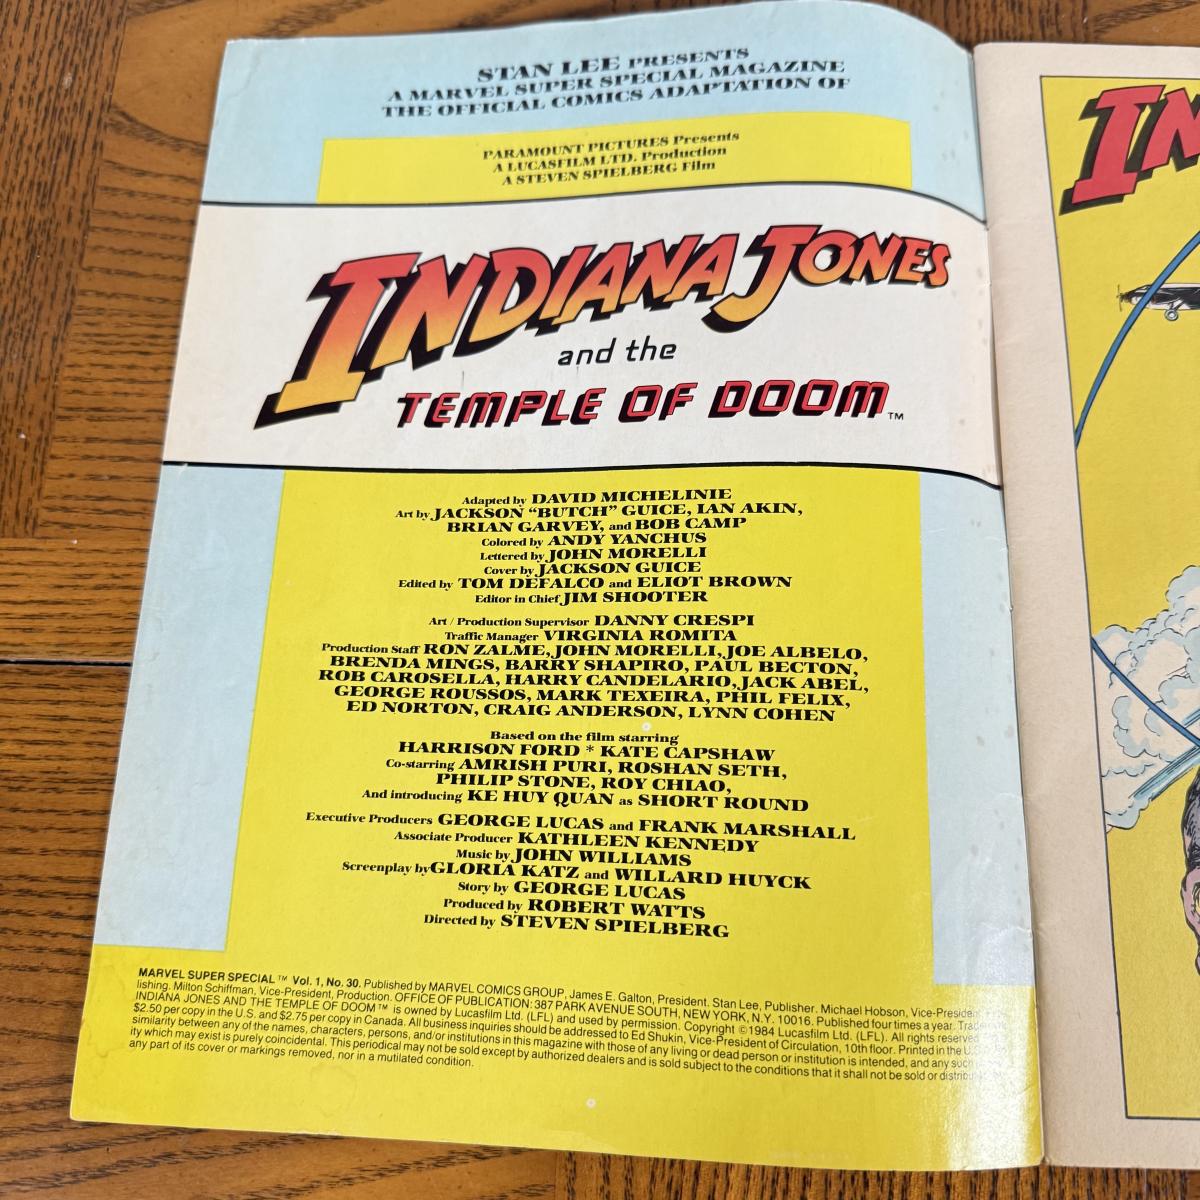 STAN LEE PRESENTS
A MARVEL SUPER SPECIAL MAGAZINE
THE OFFICIAL COMICS ADAPTATION OF
PARAMOUNT PICTURES Presents
A LUCASFILM LTD. Production
A STEVEN SPIELBERG Film
INDIANA JONES
and the
TEMPLE OF DOOM™
Adapted by DAVID MICHELINIE
Art by JACKSON "BUTCH" GUICE, IAN AKIN,
BRIAN GARVEY, and BOB CAMP
Colored by ANDY YANCHUS
Lettered by JOHN MORELLI
Cover by JACKSON GUICE
Edited by TOM DEFALCO and ELIOT BROWN
Editor in Chief JIM SHOOTER
Art / Production Supervisor DANNY CRESPI
Traffic Manager VIRGINIA ROMITA
Production Staff RON ZALME, JOHN MORELLI, JOE ALBELO,
BRENDA MINGS, BARRY SHAPIRO, PAUL BECTON,
ROB CAROSELLA, HARRY CANDELARIO, JACK ABEL,
GEORGE ROUSSOS, MARK TEXEIRA, PHIL FELIX,
ED NORTON, CRAIG ANDERSON, LYNN COHEN
Based on the film starring
HARRISON FORD * KATE CAPSHAW
Co-starring AMRISH PURI, ROSHAN SETH,
PHILIP STONE, ROY CHIAO,
And introducing KE HUY QUAN as SHORT ROUND
Executive Producers GEORGE LUCAS and FRANK MARSHALL
Associate Producer KATHLEEN KENNEDY
Music by JOHN WILLIAMS
Screenplay by GLORIA KATZ and WILLARD HUYCK
Story by GEORGE LUCAS
Produced by ROBERT WATTS
Directed by STEVEN SPIELBERG
MARVEL SUPER SPECIAL™ Vol. 1, No. 30. Published by MARVEL COMICS GROUP, James E. Galton, President. Stan Lee, Publisher. Michael Hobson, Vice-President,
lishing. Milton Schiffman, Vice-President, Production. OFFICE OF PUBLICATION: 387 PARK AVENUE SOUTH, NEW YORK, N.Y. 10016. Published four times a year.
INDIANA JONES AND THE TEMPLE OF DOOM™ is owned by Lucasfilm Ltd. (LFL) and used by permission. Copyright ©1984 Lucasfilm Ltd. (LFL). All rights reserved
$2.50 per copy in the U.S. and $2.75 per copy in Canada. All business inquiries should be addressed to Ed Shukin, Vice-President of Circulation, 10th floor. Printed in the U.S.
similarity between any of the names, characters, persons, and/or institutions in this magazine with those of any living or dead person or institution is intended, and any such
ity which may exist is purely coincidental. This periodical may not be sold except by authorized dealers and is sold subject to the conditions that it shall not be sold or
any part of its cover or markings removed, nor in a mutilated condition.
IN